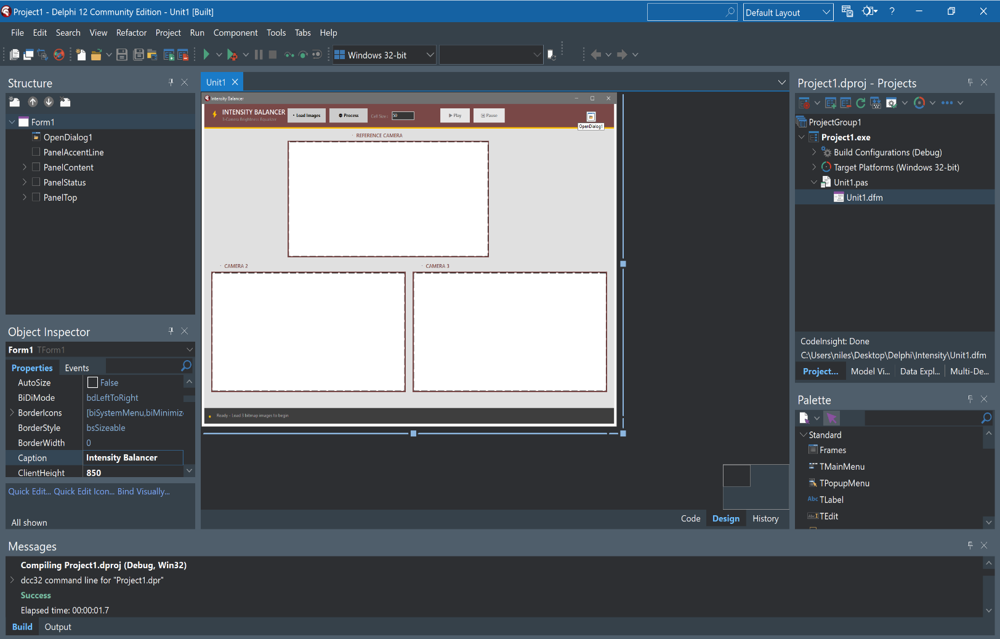 Project1 - Delphi 12 Community Edition - Unit1 [Built]
Default Layout
?
File Edit Search View Refactor Project Run Component Tools Tabs Help
Windows 32-bit
Structure
Form1
OpenDialog1
PanelAccentLine
PanelContent
PanelStatus
PanelTop
Object Inspector
Form1 TForm1
Properties Events
AutoSize False
BiDiMode bdLeftToRight
BorderIcons [biSystemMenu,biMinimize
BorderStyle bsSizeable
BorderWidth 0
Caption Intensity Balancer
ClientHeight 850
Quick Edit... Quick Edit Icon... Bind Visually...
All shown
Unit1
Intensity Balancer
INTENSITY BALANCER
3-Camera Brightness Equalizer
Load Images
Process
Cell Size: 50
Play
Pause
OpenDialog1
REFERENCE CAMERA
CAMERA 2
CAMERA 3
Ready - Load 3 bitmap images to begin
Code Design History
Project1.dproj - Projects
ProjectGroup1
Project1.exe
Build Configurations (Debug)
Target Platforms (Windows 32-bit)
Unit1.pas
Unit1.dfm
CodeInsight: Done
C:\Users\niles\Desktop\Delphi\Intensity\Unit1.dfm
Project... Model Vi... Data Expl... Multi-De...
Palette
Standard
Frames
TMainMenu
TPopupMenu
Abc TLabel
TEdit
Messages
Compiling Project1.dproj (Debug, Win32)
dcc32 command line for "Project1.dpr"
Success
Elapsed time: 00:00:01.7
Build Output